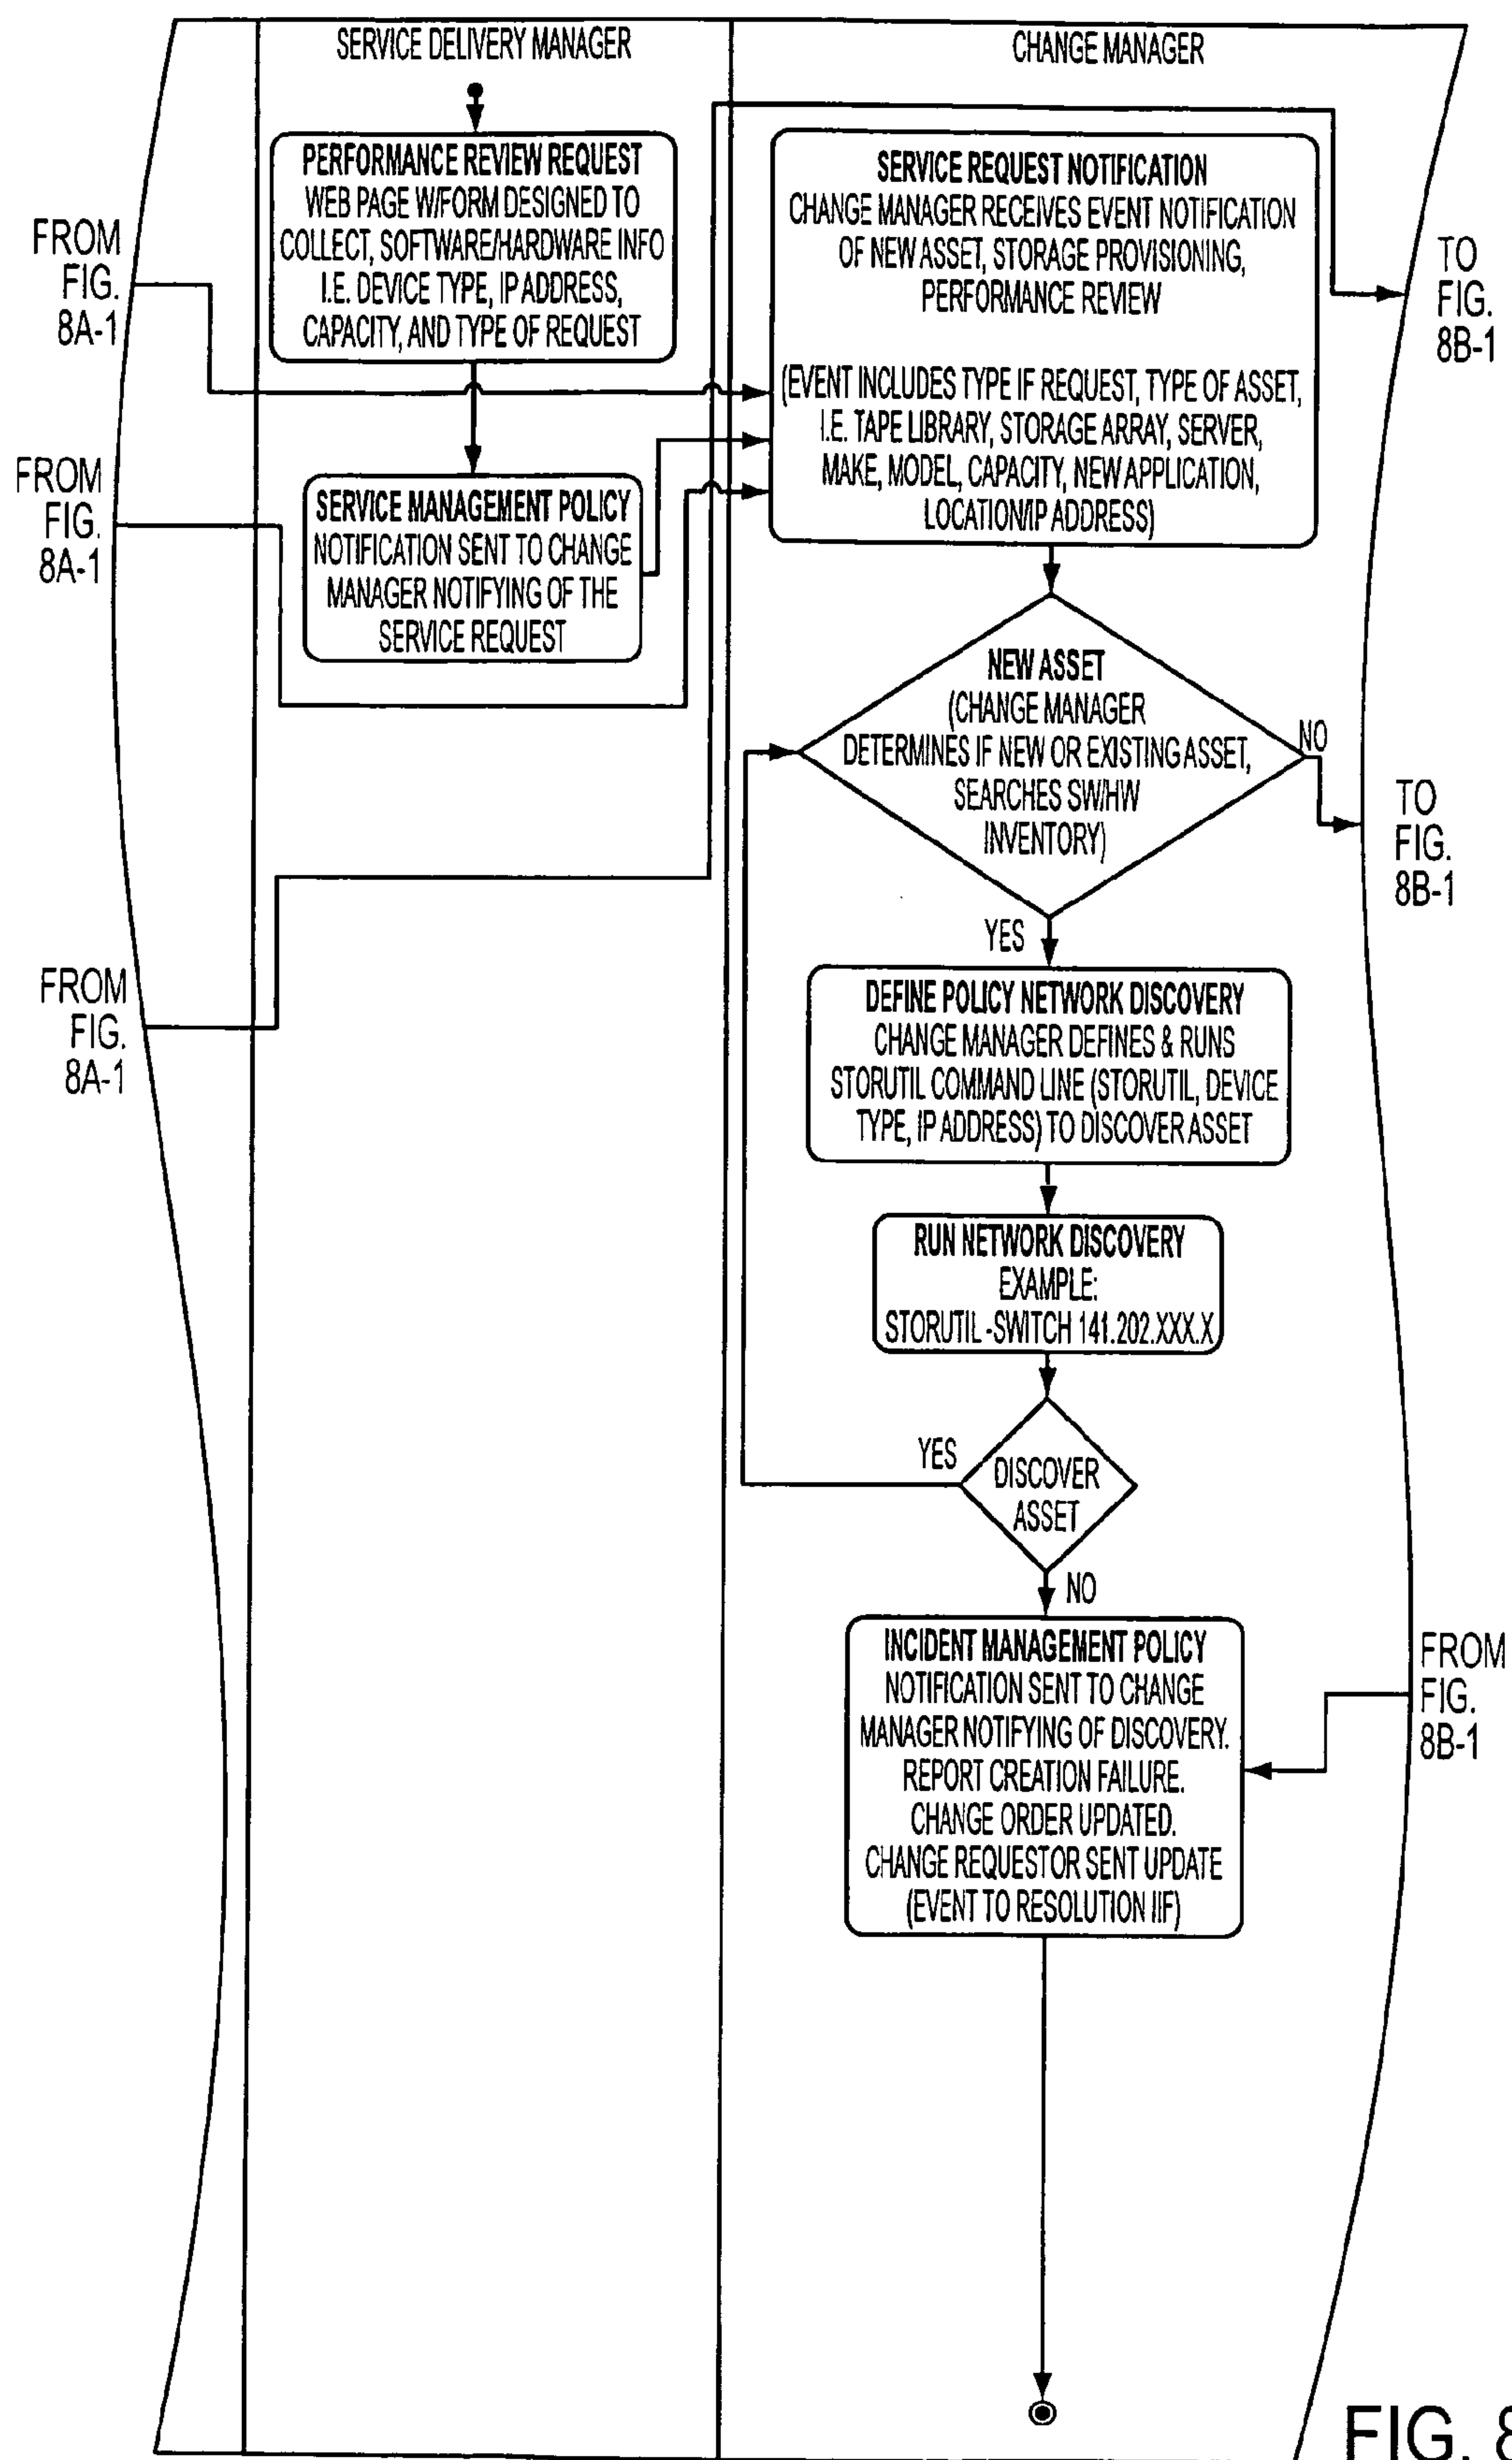 SERVICE DELIVERY MANAGER
CHANGE MANAGER
PERFORMANCE REVIEW REQUEST
WEB PAGE W/FORM DESIGNED TO
COLLECT, SOFTWARE/HARDWARE INFO
I.E. DEVICE TYPE, IP ADDRESS,
CAPACITY, AND TYPE OF REQUEST
SERVICE REQUEST NOTIFICATION
CHANGE MANAGER RECEIVES EVENT NOTIFICATION
OF NEW ASSET, STORAGE PROVISIONING,
PERFORMANCE REVIEW
(EVENT INCLUDES TYPE IF REQUEST, TYPE OF ASSET,
I.E. TAPE LIBRARY, STORAGE ARRAY, SERVER,
MAKE, MODEL, CAPACITY, NEW APPLICATION,
LOCATION/IP ADDRESS)
FROM
FIG.
8A-1
TO
FIG.
8B-1
FROM
FIG.
8A-1
SERVICE MANAGEMENT POLICY
NOTIFICATION SENT TO CHANGE
MANAGER NOTIFYING OF THE
SERVICE REQUEST
NEW ASSET
(CHANGE MANAGER
DETERMINES IF NEW OR EXISTING ASSET,
SEARCHES SW/HW
INVENTORY)
NO
TO
FIG.
8B-1
YES
FROM
FIG.
8A-1
DEFINE POLICY NETWORK DISCOVERY
CHANGE MANAGER DEFINES & RUNS
STORUTIL COMMAND LINE (STORUTIL, DEVICE
TYPE, IP ADDRESS) TO DISCOVER ASSET
RUN NETWORK DISCOVERY
EXAMPLE:
STORUTIL -SWITCH 141.202.XXX.X
YES
DISCOVER
ASSET
NO
INCIDENT MANAGEMENT POLICY
NOTIFICATION SENT TO CHANGE
MANAGER NOTIFYING OF DISCOVERY.
REPORT CREATION FAILURE.
CHANGE ORDER UPDATED.
CHANGE REQUESTOR SENT UPDATE
(EVENT TO RESOLUTION IIF)
FROM
FIG.
8B-1
FIG. 8